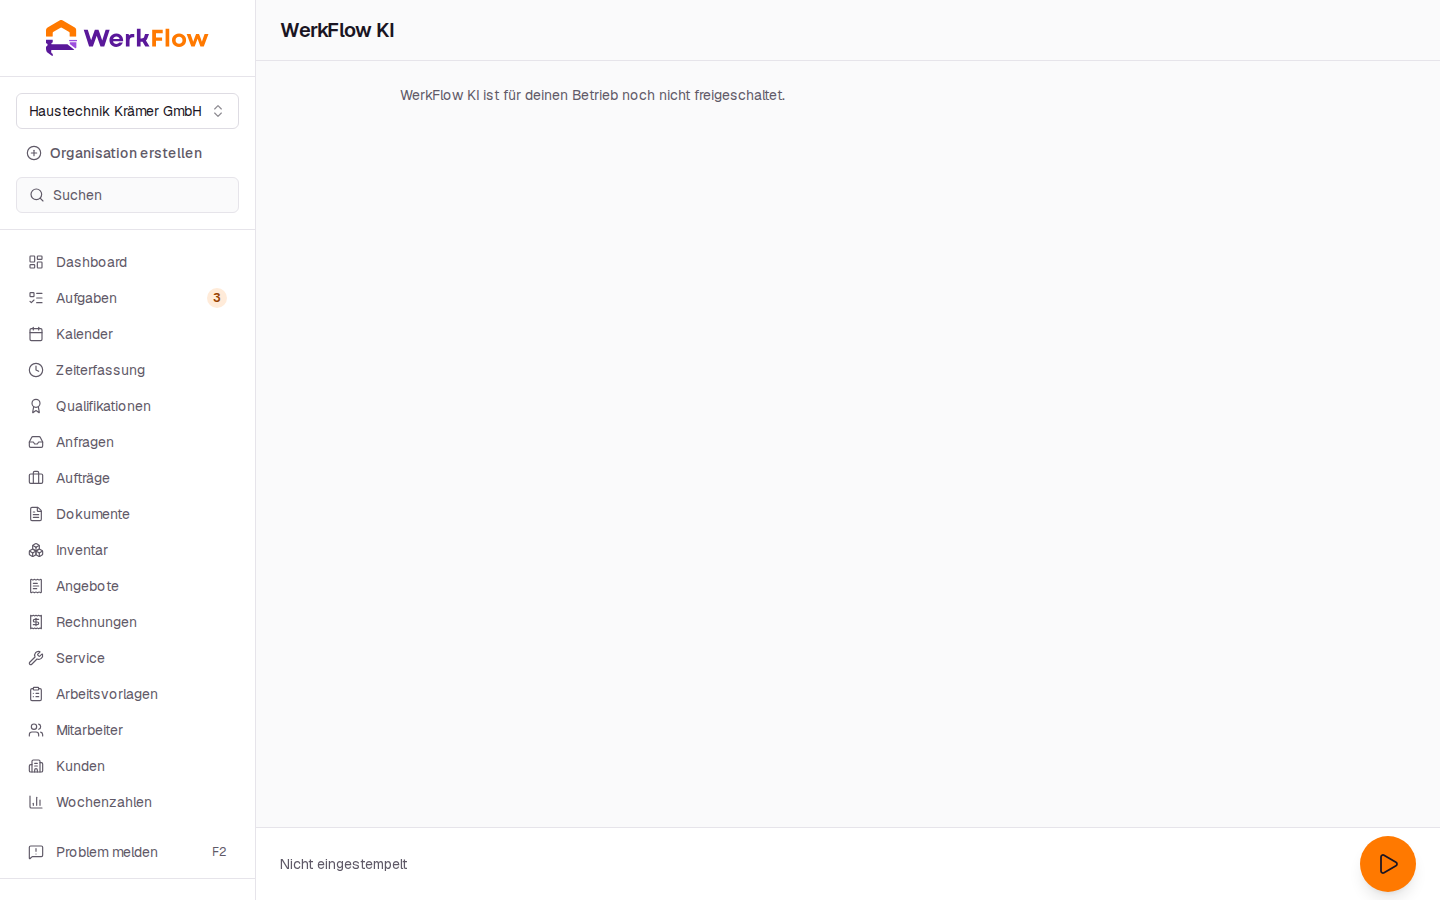 WerkFlow
Haustechnik Krämer GmbH
Organisation erstellen
Suchen
Dashboard
Aufgaben 3
Kalender
Zeiterfassung
Qualifikationen
Anfragen
Aufträge
Dokumente
Inventar
Angebote
Rechnungen
Service
Arbeitsvorlagen
Mitarbeiter
Kunden
Wochenzahlen
Problem melden F2
WerkFlow KI
WerkFlow KI ist für deinen Betrieb noch nicht freigeschaltet.
Nicht eingestempelt